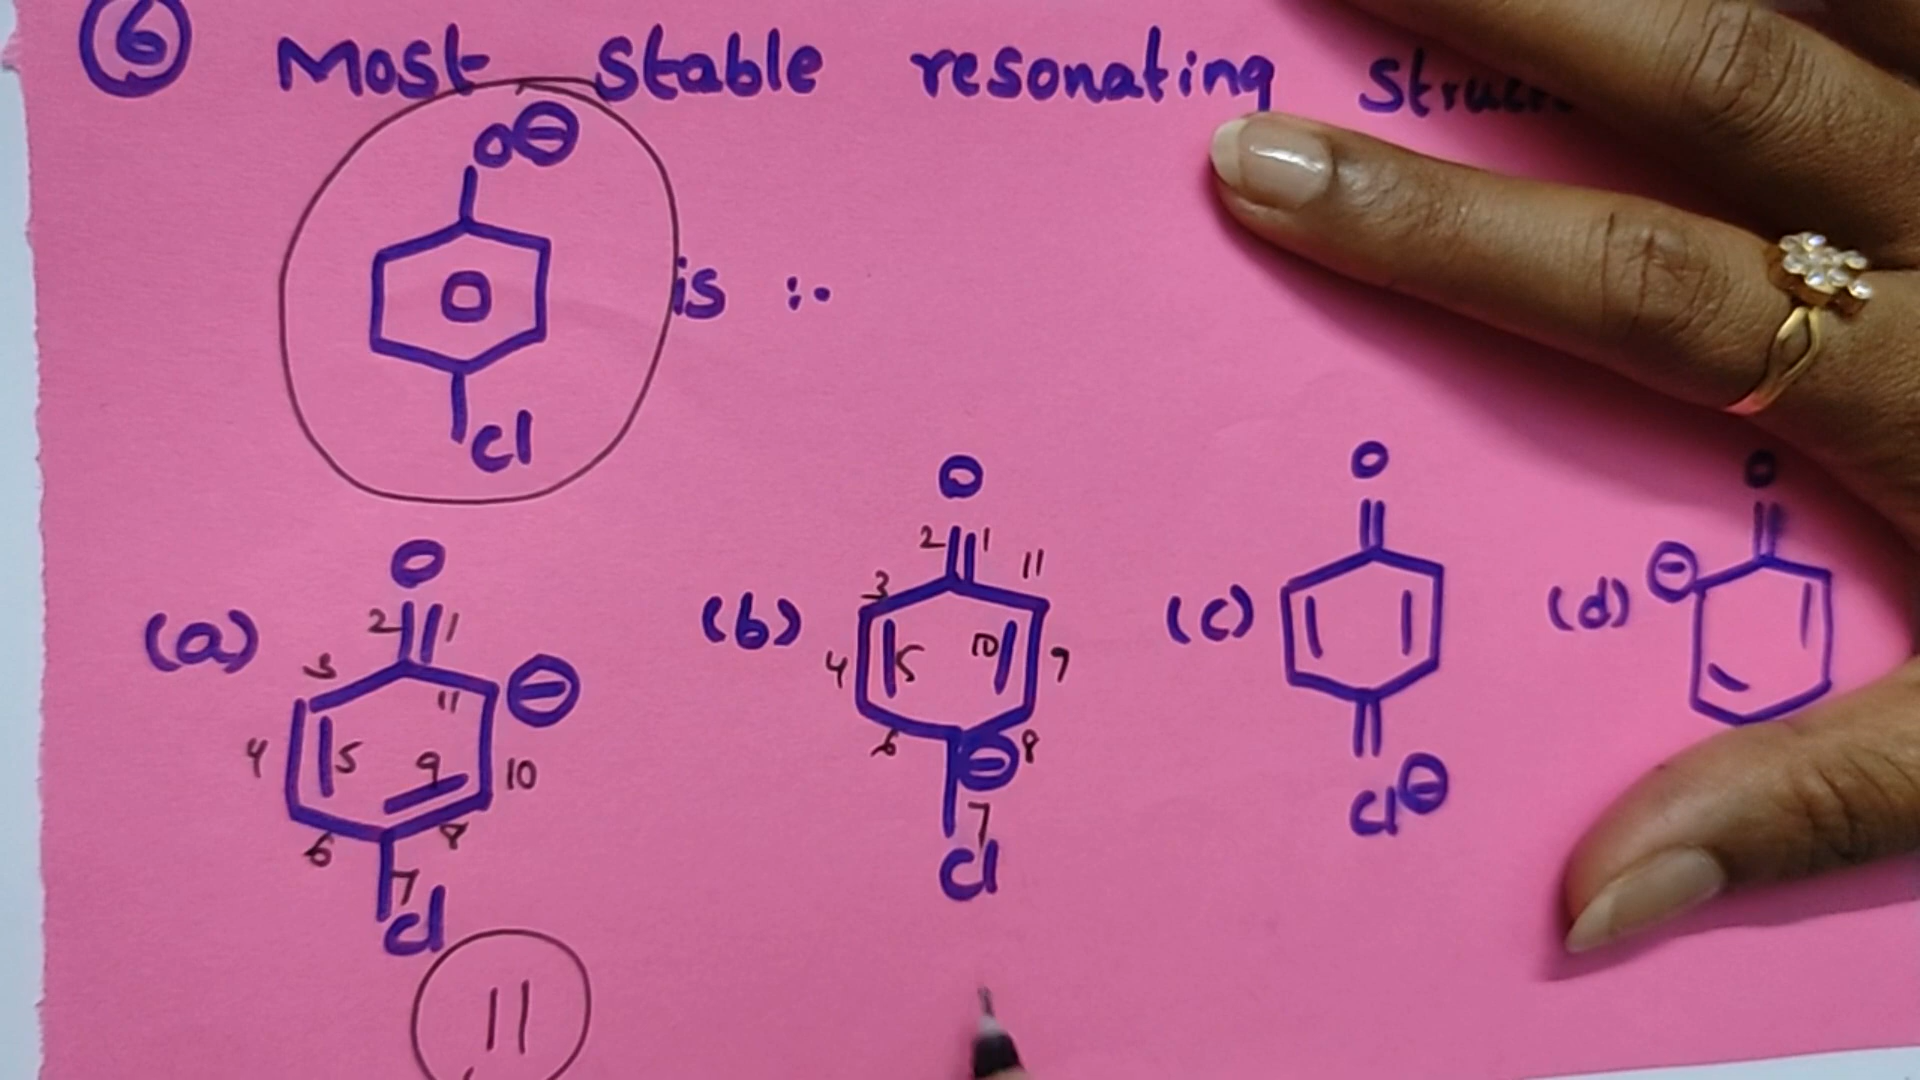 ⑥ Most stable resonating
O⊖
Cl
is :-
(a) O
2 1
3
11 ⊖
4 5 9 10
6 8
7
Cl
11
(b) O
2 1 11
3
4 5 10 9
6 ⊖ 8
7
Cl
(c) O
Cl⊖
(d) O
⊖